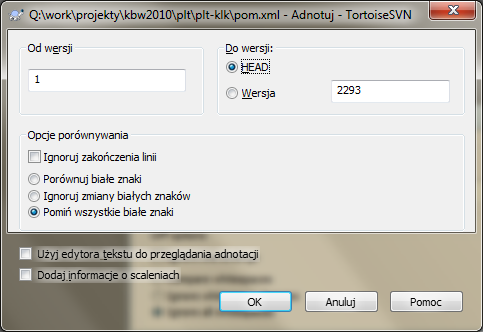 Q:\work\projekty\kbw2010\plt\plt-klk\pom.xml - Adnotuj - TortoiseSVN
Od wersji
1
Do wersji:
HEAD
Wersja
2293
Opcje porównywania
Ignoruj zakończenia linii
Porównuj białe znaki
Ignoruj zmiany białych znaków
Pomiń wszystkie białe znaki
Użyj edytora tekstu do przeglądania adnotacji
Dodaj informacje o scaleniach
OK
Anuluj
Pomoc